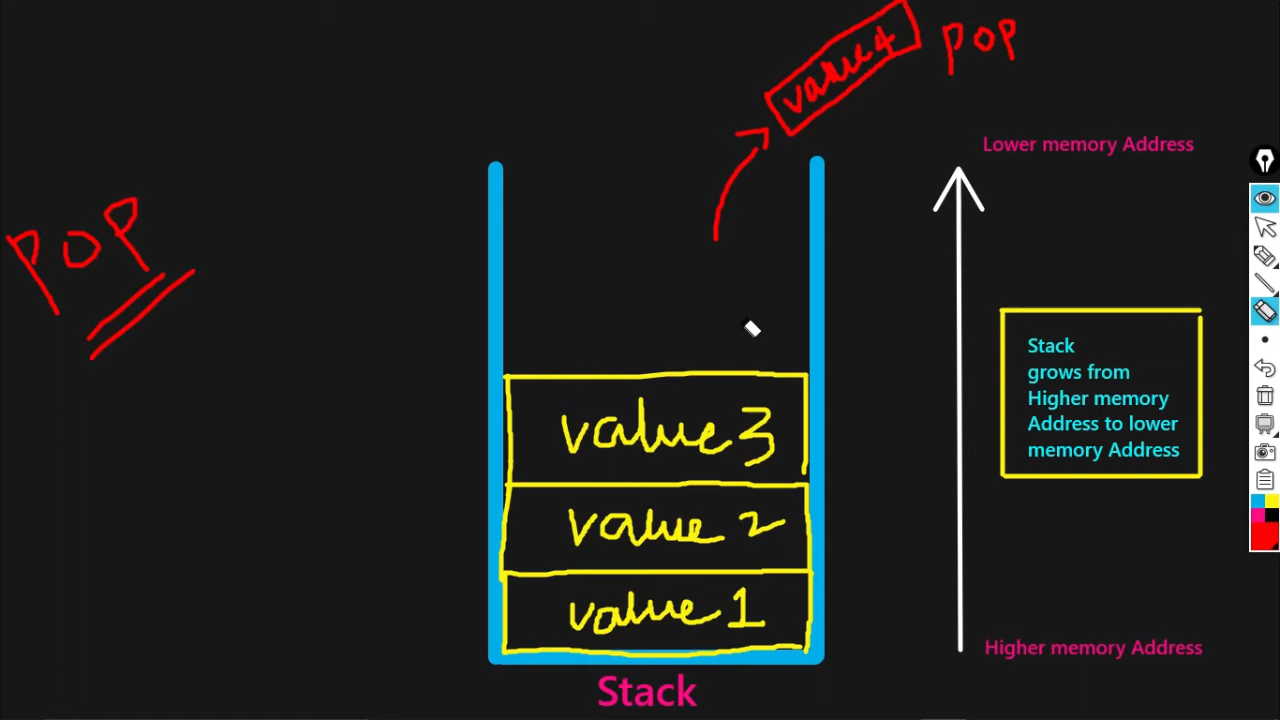 value4
pop
Lower memory Address
POP
Stack
grows from
Higher memory
Address to lower
memory Address
value 3
value 2
value 1
Higher memory Address
Stack